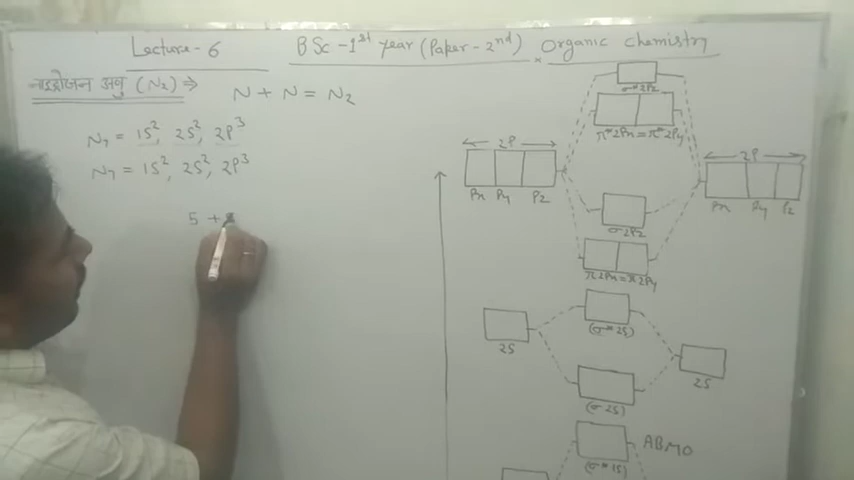 Lecture-6
BSc-1st year (Paper-2nd) Organic chemistry
नाइट्रोजन अणु (N₂) ⇒
N + N = N₂
N₇ = 1S², 2S², 2P³
N₇ = 1S², 2S², 2P³
5 +
σ*2Pz
π*2Px = π*2Py
2P
Px Py Pz
2P
Px Py Pz
σ2Pz
π2Px = π2Py
(σ*2S)
2S
2S
(σ2S)
ABMO
(σ*1S)